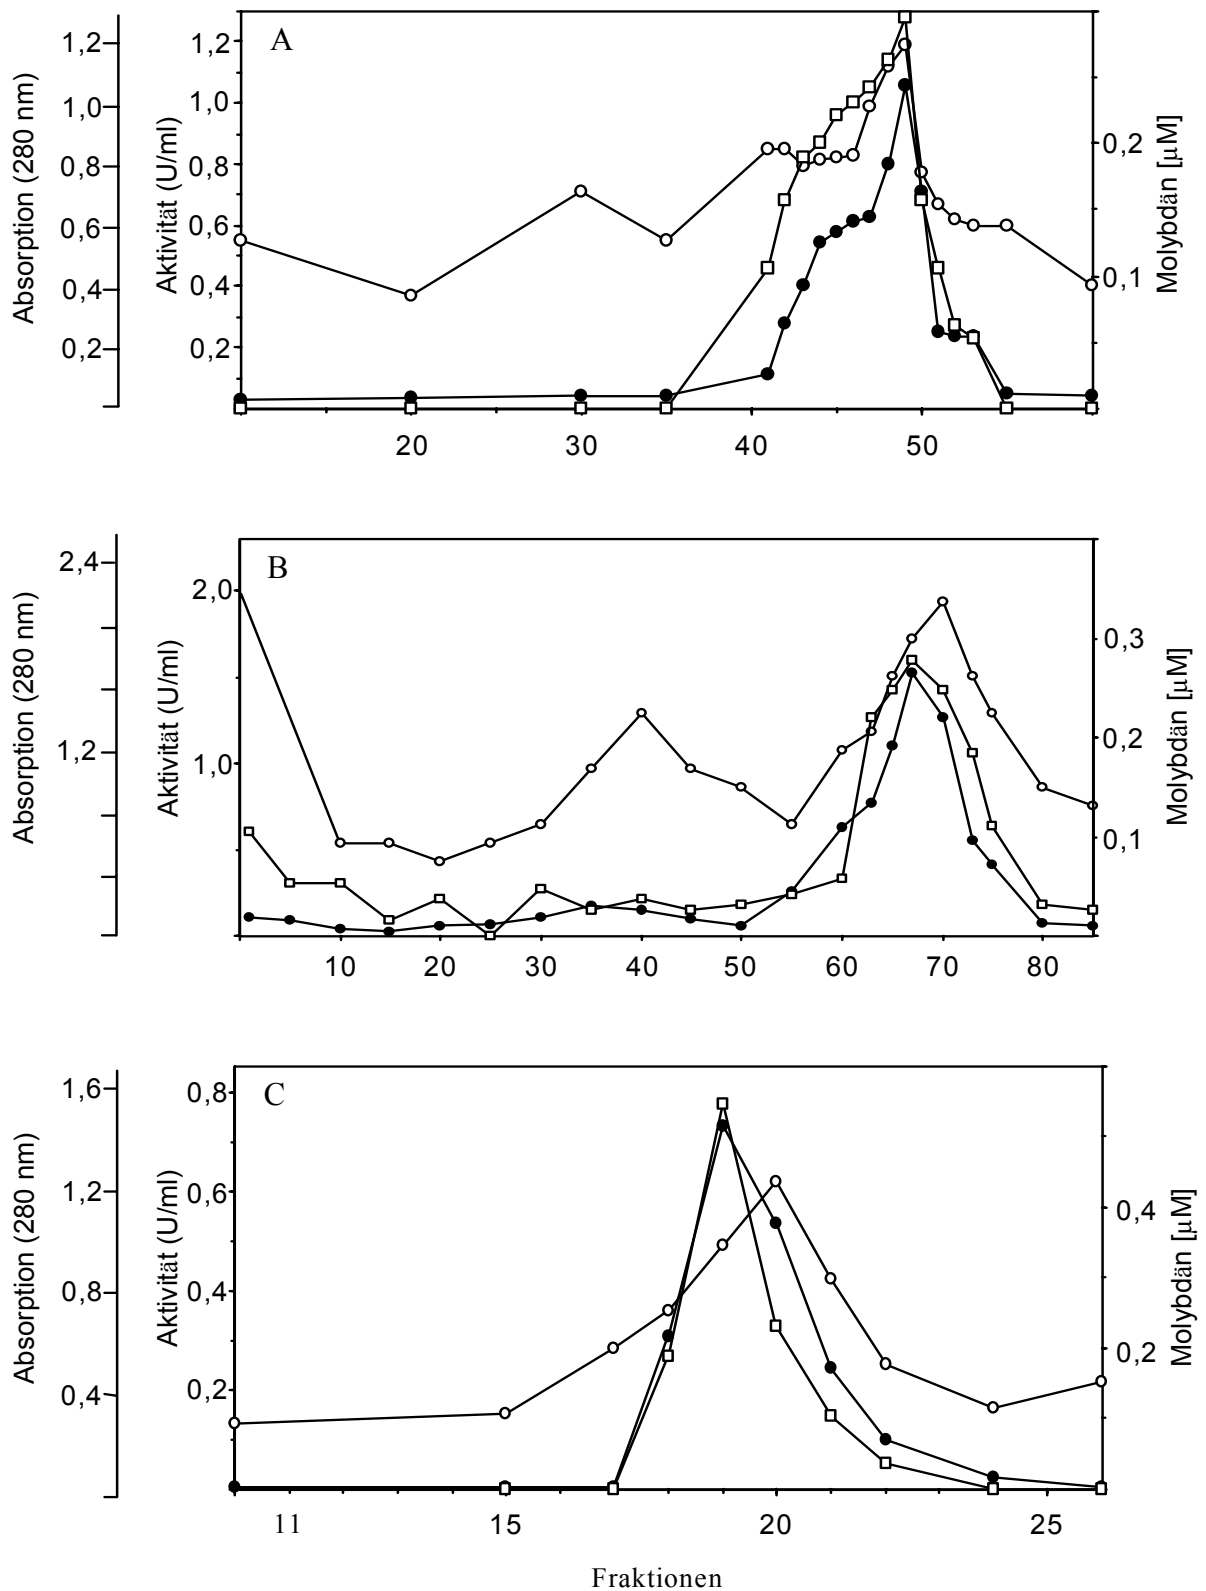 A
Absorption (280 nm)
1,2
1,0
0,8
0,6
0,4
0,2
Aktivität (U/ml)
1,2
1,0
0,8
0,6
0,4
0,2
Molybdän [µM]
0,2
0,1
20 30 40 50
B
Absorption (280 nm)
2,4
1,2
Aktivität (U/ml)
2,0
1,0
Molybdän [µM]
0,3
0,2
0,1
10 20 30 40 50 60 70 80
C
Absorption (280 nm)
1,6
1,2
0,8
0,4
Aktivität (U/ml)
0,8
0,6
0,4
0,2
Molybdän [µM]
0,4
0,2
11 15 20 25
Fraktionen